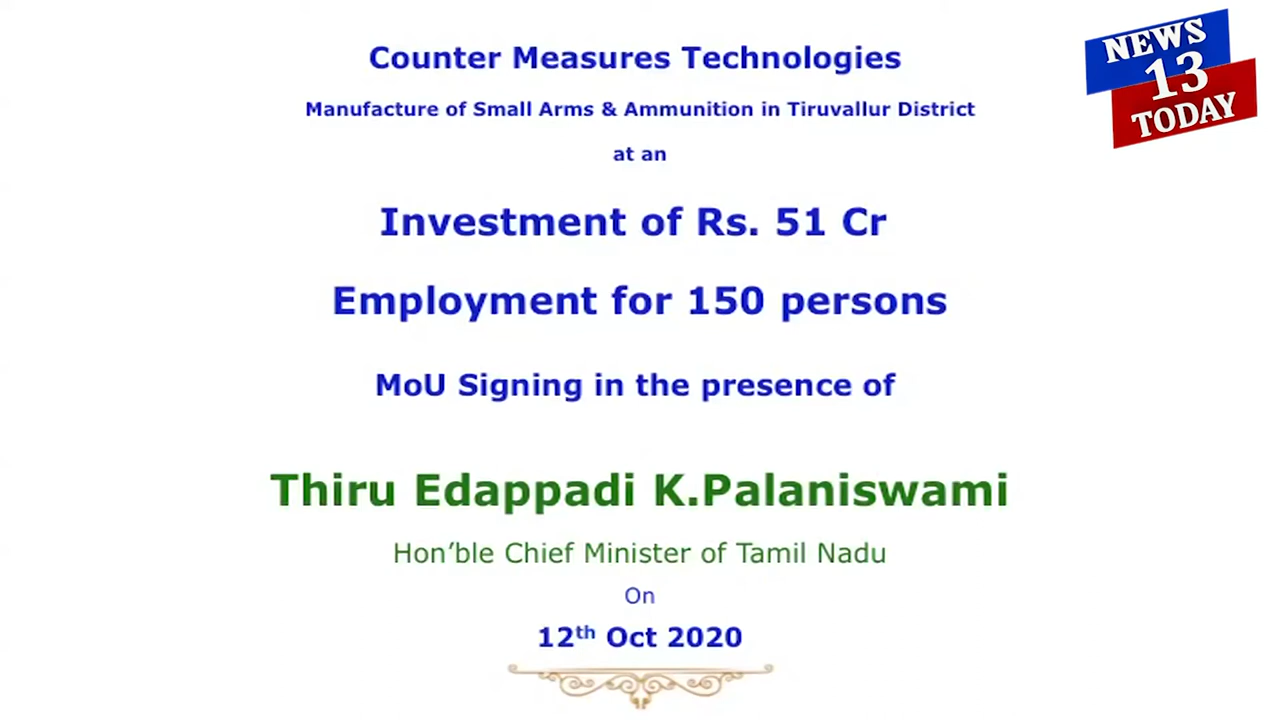 Counter Measures Technologies
Manufacture of Small Arms & Ammunition in Tiruvallur District
at an
Investment of Rs. 51 Cr
Employment for 150 persons
MoU Signing in the presence of
Thiru Edappadi K.Palaniswami
Hon’ble Chief Minister of Tamil Nadu
On
12th Oct 2020
NEWS
13
TODAY